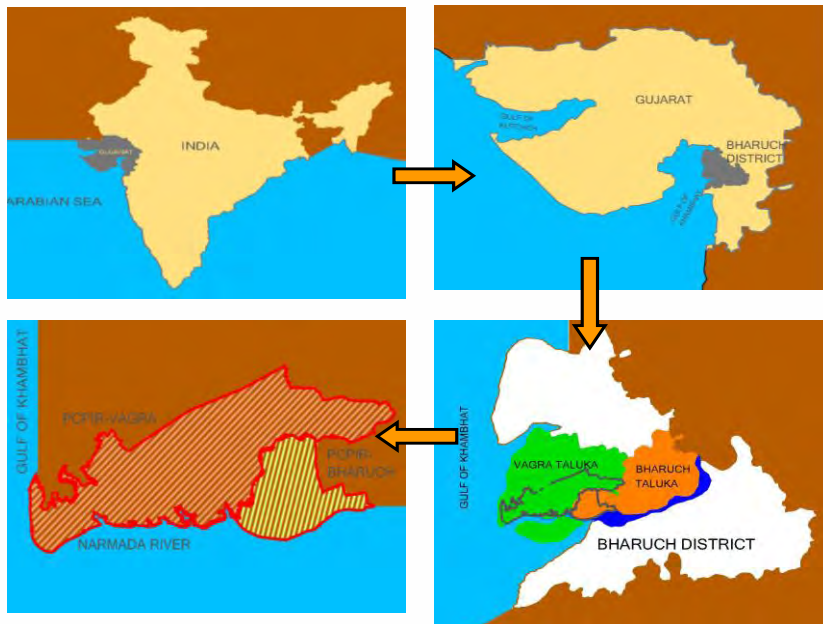 GUJARAT
INDIA
ARABIAN SEA
GUJARAT
GULF OF
KUTCHCH
BHARUCH
DISTRICT
GULF OF
KHAMBHAT
GULF OF KHAMBHAT
PCPIR-VAGRA
PCPIR-
BHARUCH
NARMADA RIVER
GULF OF KHAMBHAT
VAGRA TALUKA
BHARUCH
TALUKA
BHARUCH DISTRICT